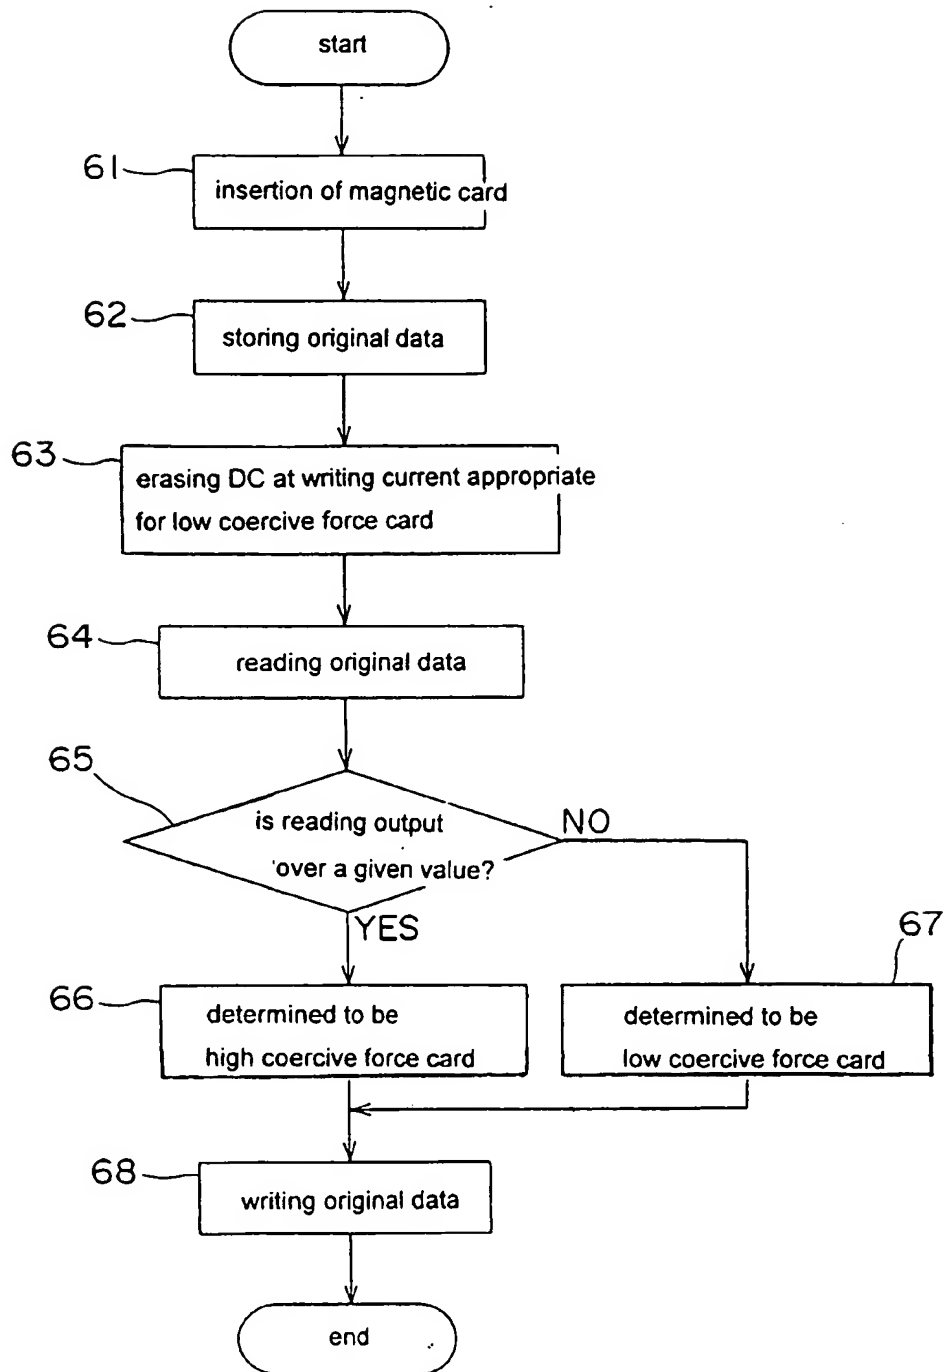 start
61
insertion of magnetic card
62
storing original data
63
erasing DC at writing current appropriate
for low coercive force card
64
reading original data
65
is reading output
over a given value?
NO
YES
66
determined to be
high coercive force card
67
determined to be
low coercive force card
68
writing original data
end